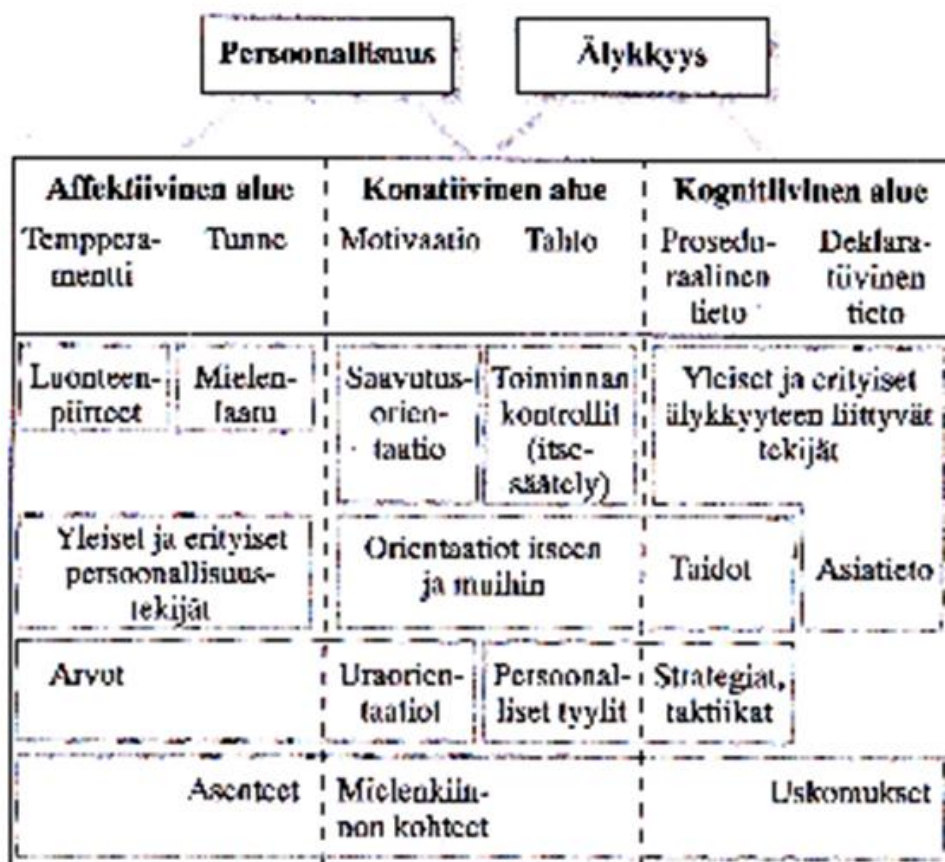 Persoonallisuus
Älykkyys
Affektiivinen alue
Konatiivinen alue
Kognitiivinen alue
Tempera-
mentti
Tunne
Motivaatio
Tahto
Prosedu-
raalinen
tieto
Deklara-
tiivinen
tieto
Luonteen-
piirteet
Mielen-
laatu
Saavutus-
orien-
taatio
Toiminnan
kontrollit
(itse-
säätely)
Yleiset ja erityiset
älykkyyteen liittyvät
tekijät
Yleiset ja erityiset
persoonallisuus-
tekijät
Orientaatiot itseen
ja muihin
Taidot
Asiatieto
Arvot
Uraorien-
taatiot
Persoonal-
liset tyylit
Strategiat,
taktiikat
Asenteet
Mielenkiin-
non kohteet
Uskomukset